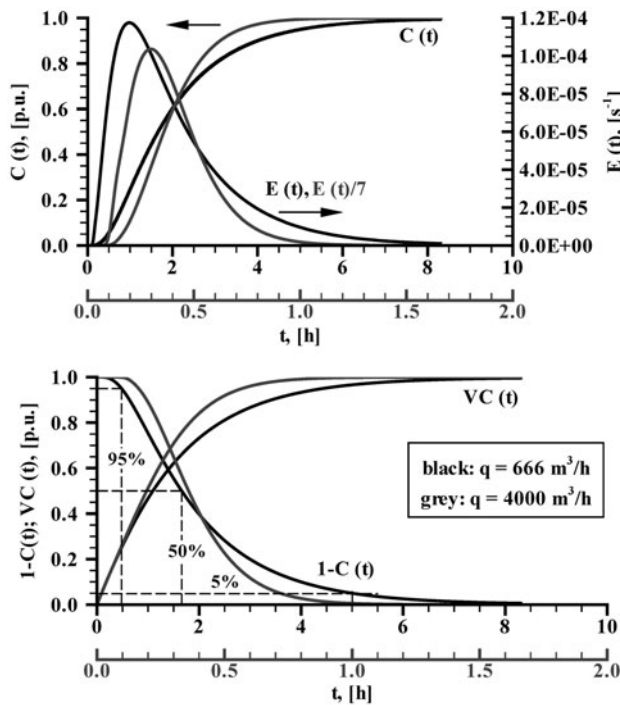 C (t), [p.u.]
1.0
0.8
0.6
0.4
0.2
0.0
C (t)
E (t), E (t)/7
1.2E-04
1.0E-04
8.0E-05
6.0E-05
4.0E-05
2.0E-05
0.0E+00
E (t), [s⁻¹]
0 2 4 6 8 10
0.0 0.5 1.0 1.5 2.0
t, [h]
1-C(t); VC (t), [p.u.]
1.0
0.8
0.6
0.4
0.2
0.0
VC (t)
95%
black: q = 666 m³/h
grey: q = 4000 m³/h
50%
1-C (t)
5%
0 2 4 6 8 10
0.0 0.5 1.0 1.5 2.0
t, [h]